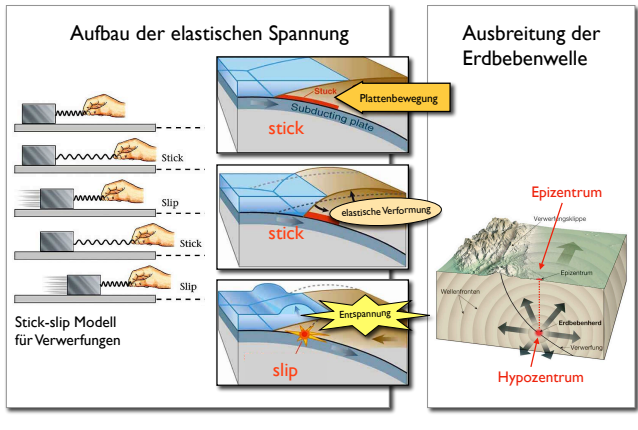 Aufbau der elastischen Spannung
Stick
Slip
Stick
Slip
Stick-slip Modell
für Verwerfungen
Stuck
Plattenbewegung
Subducting plate
stick
elastische Verformung
stick
Entspannung
slip
Ausbreitung der
Erdbebenwelle
Epizentrum
Verwerfungsklippe
Epizentrum
Wellenfronten
Erdbebenherd
Verwerfung
Hypozentrum